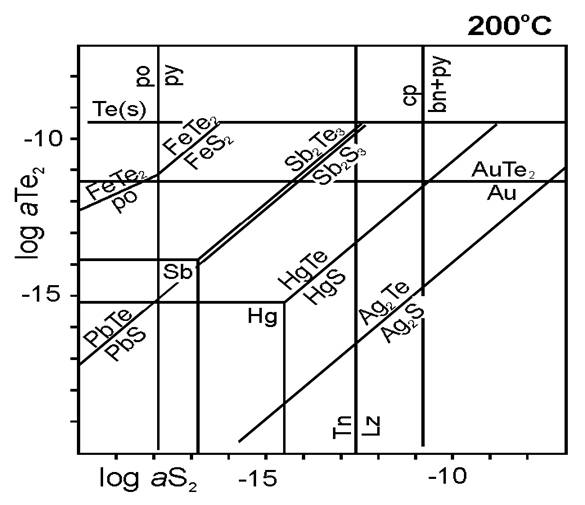 200°C
po
py
cp
bn+py
Te(s)
-10
FeTe₂
FeS₂
Sb₂Te₃
Sb₂S₃
FeTe₂
po
AuTe₂
Au
log aTe₂
Sb
HgTe
HgS
-15
Hg
Ag₂Te
Ag₂S
PbTe
PbS
Tn
Lz
log aS₂
-15
-10